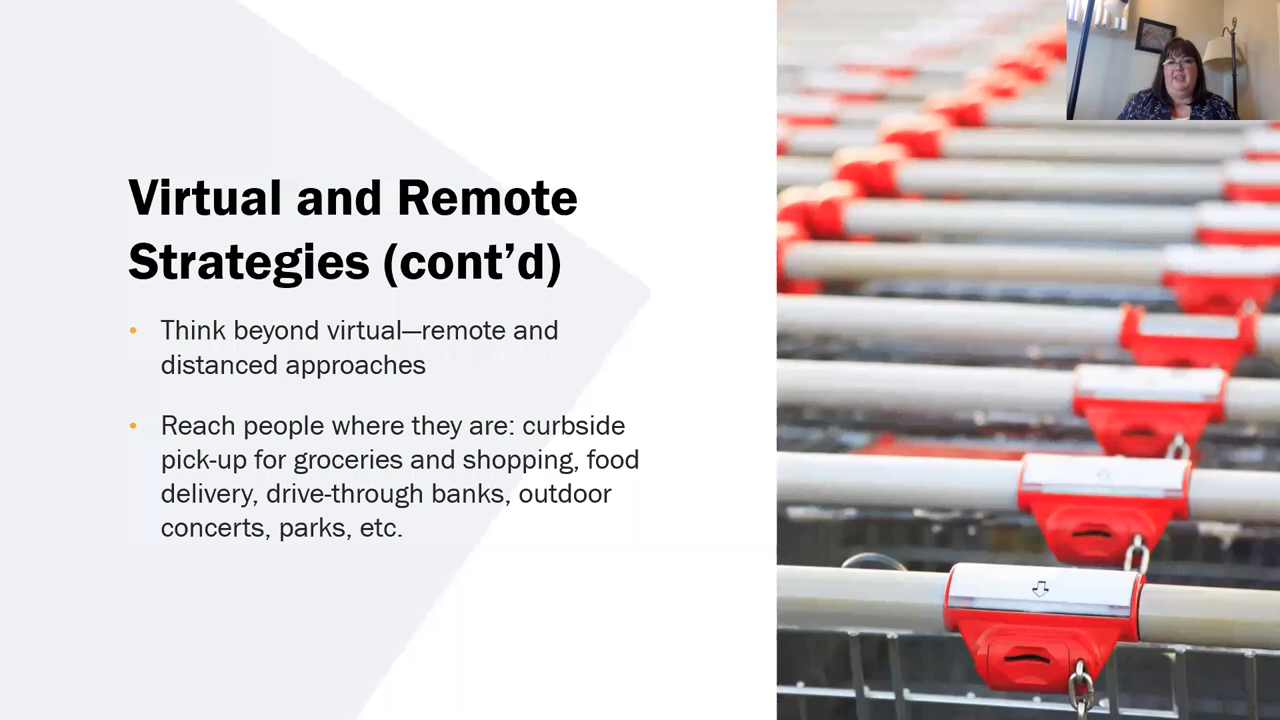 Virtual and Remote
Strategies (cont’d)
• Think beyond virtual—remote and
distanced approaches
• Reach people where they are: curbside
pick-up for groceries and shopping, food
delivery, drive-through banks, outdoor
concerts, parks, etc.